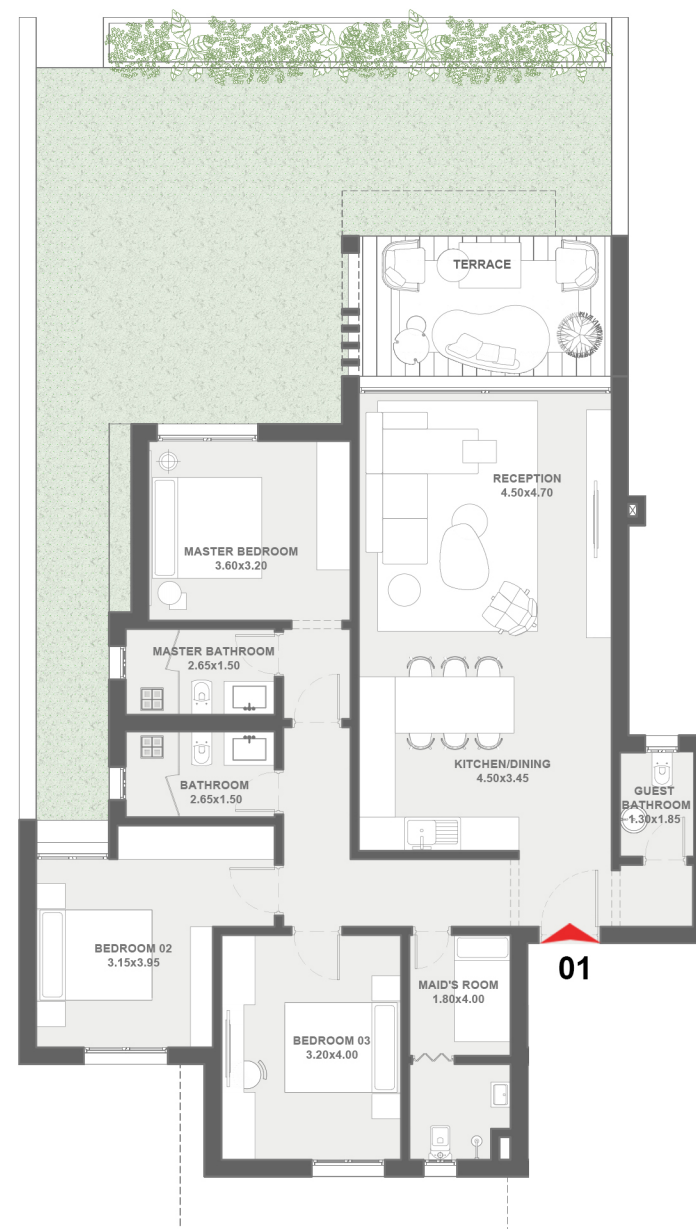 TERRACE
RECEPTION
4.50x4.70
MASTER BEDROOM
3.60x3.20
MASTER BATHROOM
2.65x1.50
KITCHEN/DINING
4.50x3.45
BATHROOM
2.65x1.50
GUEST
BATHROOM
1.30x1.85
BEDROOM 02
3.15x3.95
01
MAID'S ROOM
1.80x4.00
BEDROOM 03
3.20x4.00